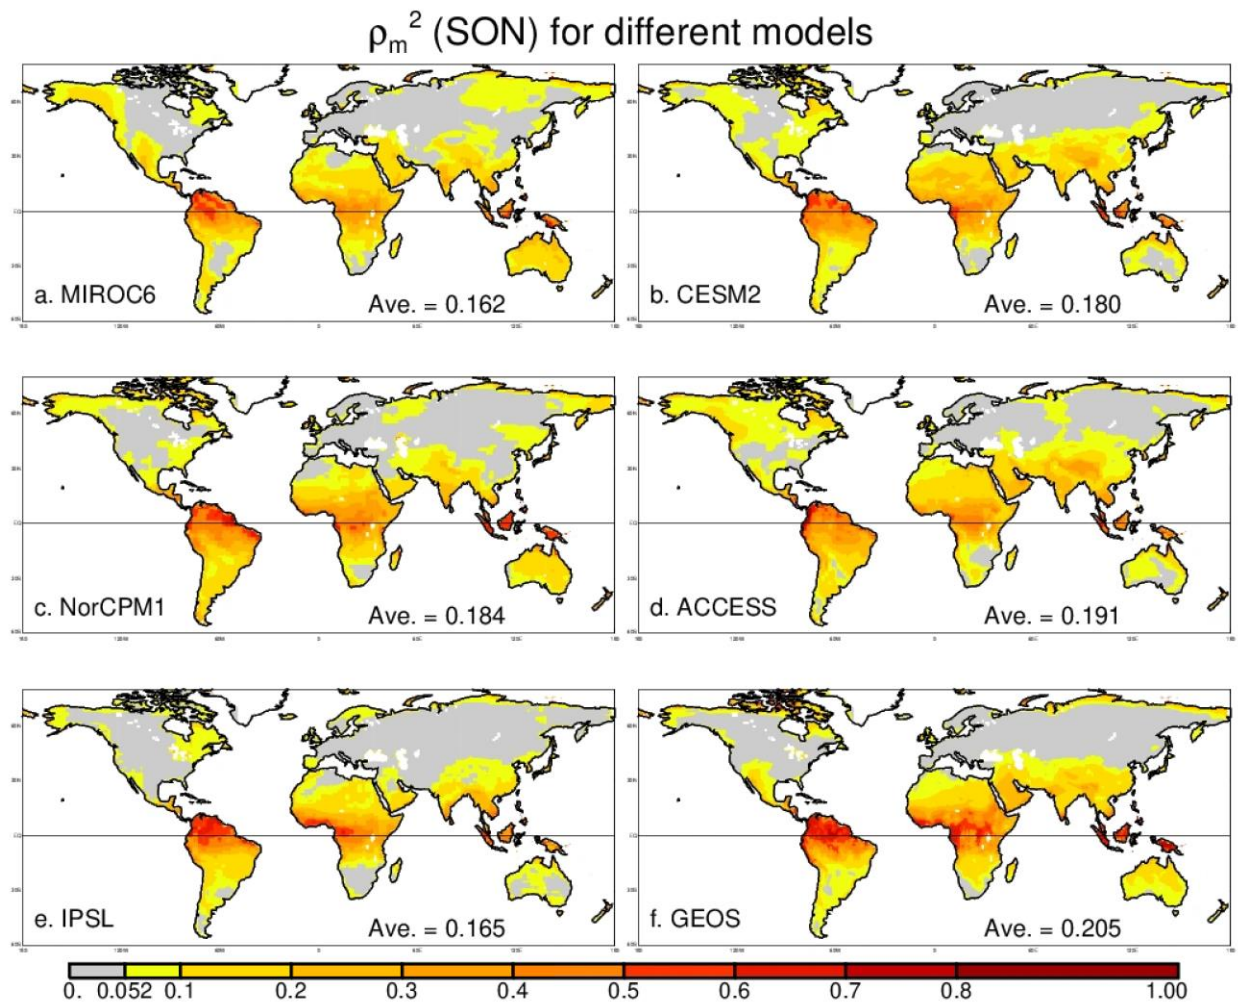 ρm² (SON) for different models
a. MIROC6 Ave. = 0.162
b. CESM2 Ave. = 0.180
c. NorCPM1 Ave. = 0.184
d. ACCESS Ave. = 0.191
e. IPSL Ave. = 0.165
f. GEOS Ave. = 0.205
0. 0.052 0.1 0.2 0.3 0.4 0.5 0.6 0.7 0.8 1.00